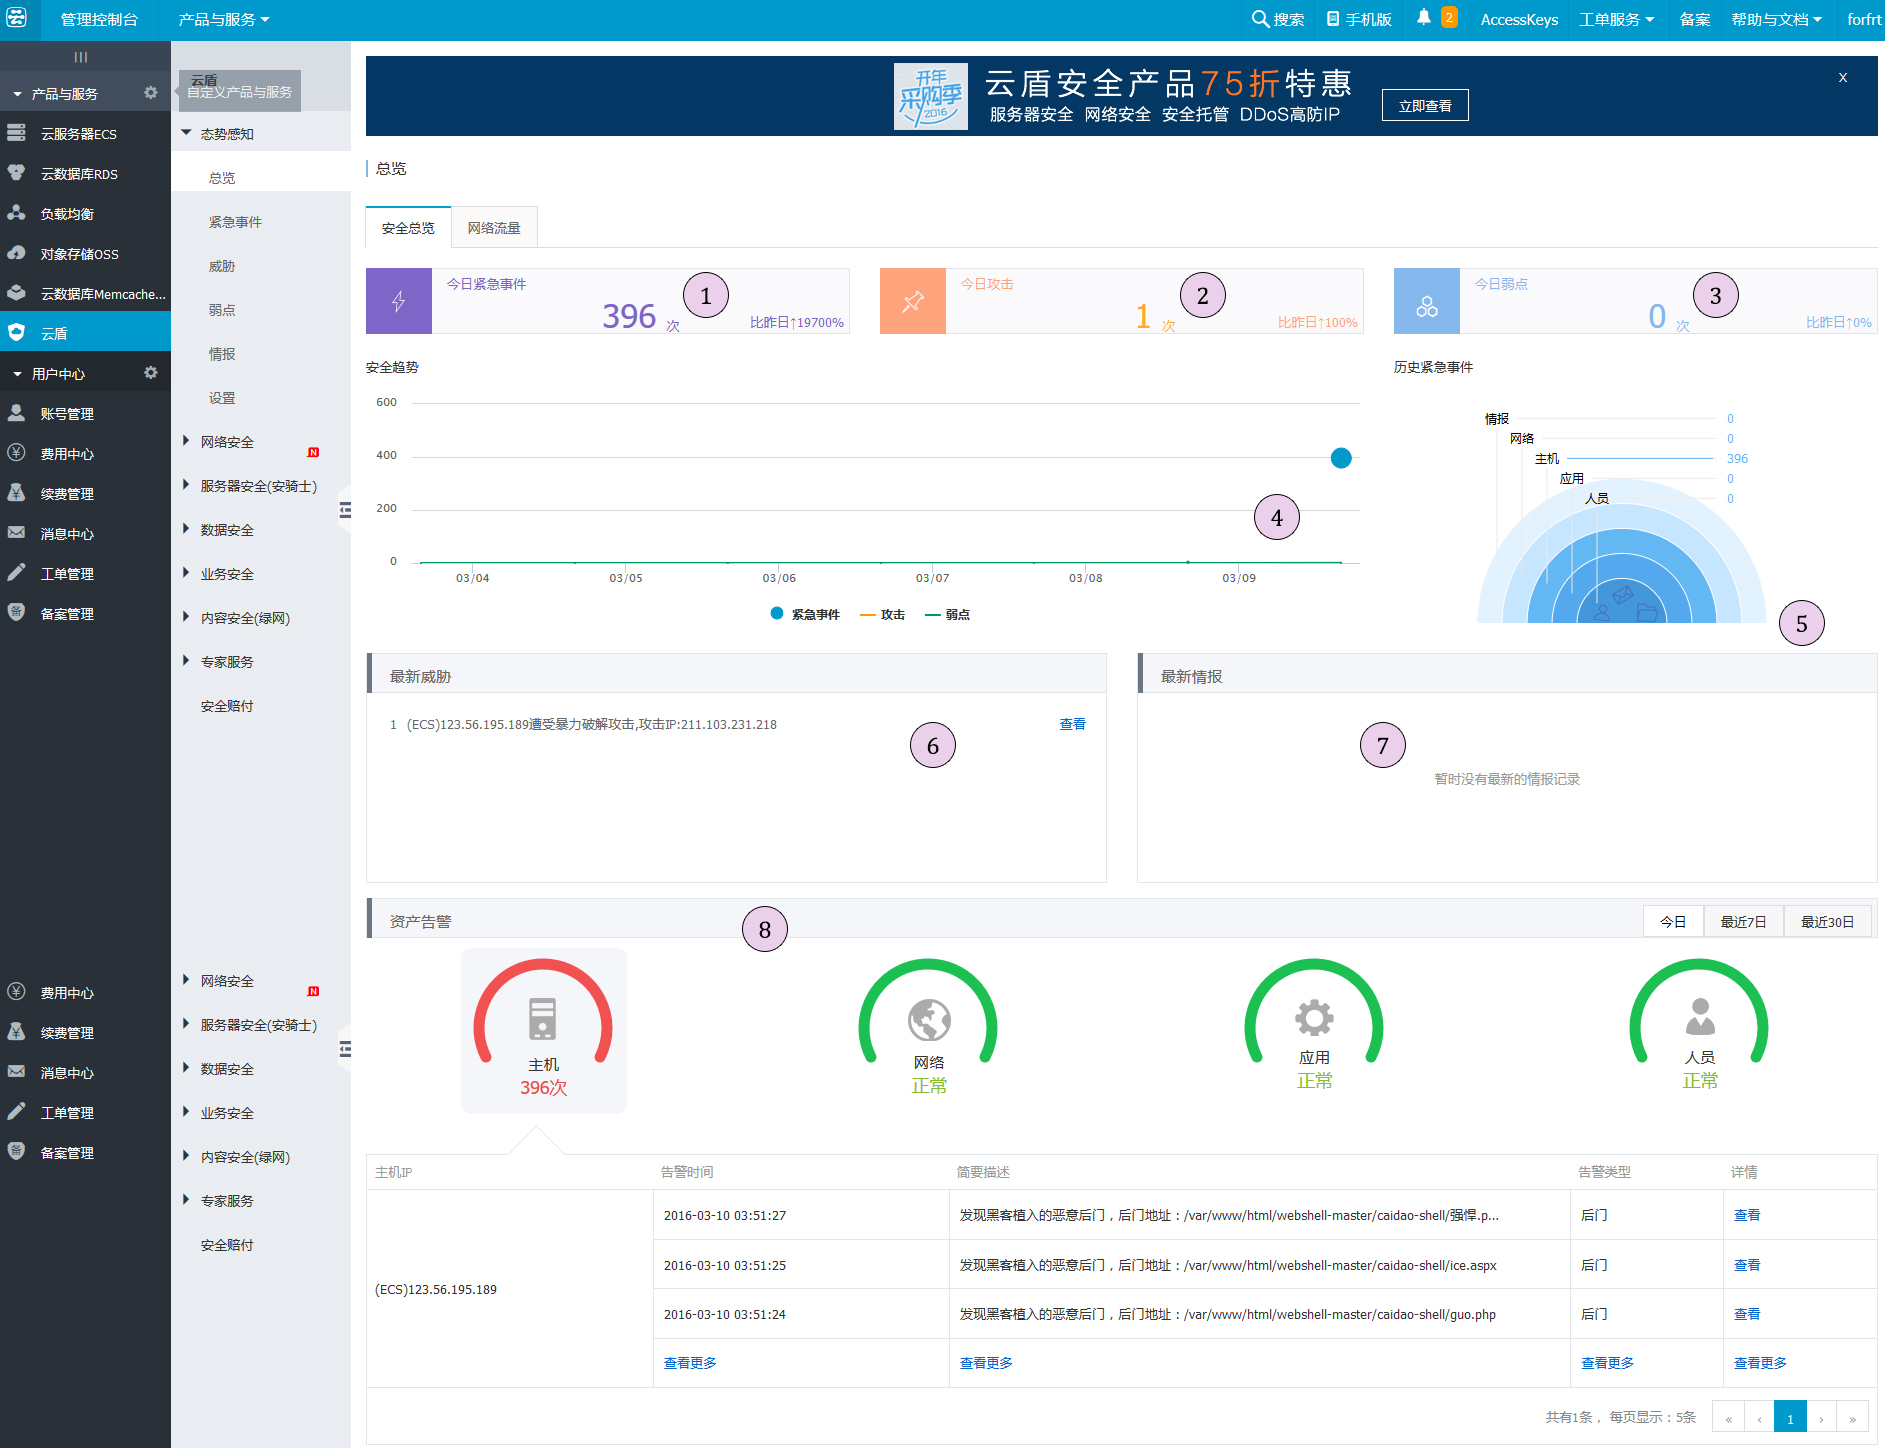 管理控制台
产品与服务
搜索
手机版
2
AccessKeys
工单服务
备案
帮助与文档
forfrt
产品与服务
云服务器ECS
云数据库RDS
负载均衡
对象存储OSS
云数据库Memcache...
云盾
用户中心
账号管理
费用中心
续费管理
消息中心
工单管理
备案管理
费用中心
续费管理
消息中心
工单管理
备案管理
云盾
自定义产品与服务
态势感知
总览
紧急事件
威胁
弱点
情报
设置
网络安全
N
服务器安全(安骑士)
数据安全
业务安全
内容安全(绿网)
专家服务
安全赔付
网络安全
N
服务器安全(安骑士)
数据安全
业务安全
内容安全(绿网)
专家服务
安全赔付
开年
采购季
2016
云盾安全产品75折特惠
服务器安全 网络安全 安全托管 DDoS高防IP
立即查看
X
总览
安全总览
网络流量
今日紧急事件
396 次
比昨日↑19700%
1
今日攻击
1 次
比昨日↑100%
2
今日弱点
0 次
比昨日↑0%
3
安全趋势
600
400
200
0
03/04
03/05
03/06
03/07
03/08
03/09
紧急事件
攻击
弱点
4
历史紧急事件
情报 0
网络 0
主机 396
应用 0
人员 0
5
最新威胁
1 (ECS)123.56.195.189遭受暴力破解攻击,攻击IP:211.103.231.218
查看
6
最新情报
7
暂时没有最新的情报记录
资产告警
8
今日
最近7日
最近30日
主机
396次
网络
正常
应用
正常
人员
正常
主机IP 告警时间 简要描述 告警类型 详情
(ECS)123.56.195.189
2016-03-10 03:51:27 发现黑客植入的恶意后门，后门地址：/var/www/html/webshell-master/caidao-shell/强悍.p... 后门 查看
2016-03-10 03:51:25 发现黑客植入的恶意后门，后门地址：/var/www/html/webshell-master/caidao-shell/ice.aspx 后门 查看
2016-03-10 03:51:24 发现黑客植入的恶意后门，后门地址：/var/www/html/webshell-master/caidao-shell/guo.php 后门 查看
查看更多 查看更多 查看更多 查看更多
共有1条， 每页显示：5条
« ‹ 1 › »